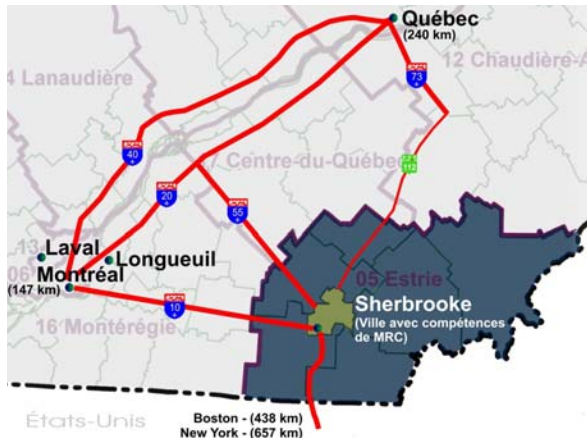 Québec
(240 km)
12 Chaudière-A
4 Lanaudière
73
40
7 Centre-du-Québec
112
20
55
13
Laval
Longueuil
06
Montréal
(147 km)
05 Estrie
Sherbrooke
(Ville avec compétences
de MRC)
16 Montérégie
10
États-Unis
Boston - (438 km)
New York - (657 km)